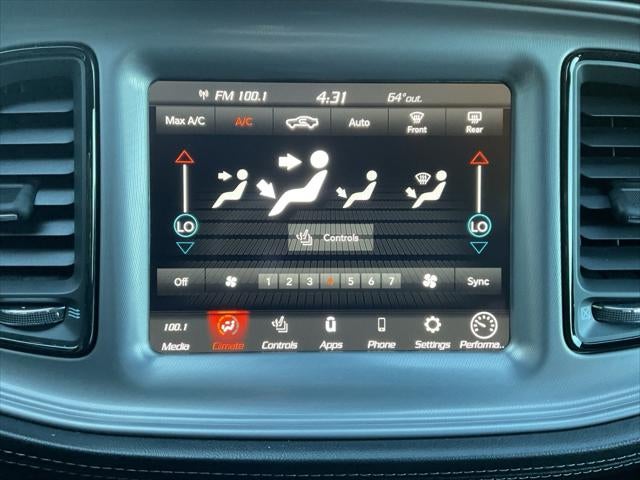 FM 100.1 4:31 64°out.
Max A/C A/C Auto Front Rear
LO LO
Controls
Off 1 2 3 4 5 6 7 Sync
100.1
Media Climate Controls Apps Phone Settings Performa..